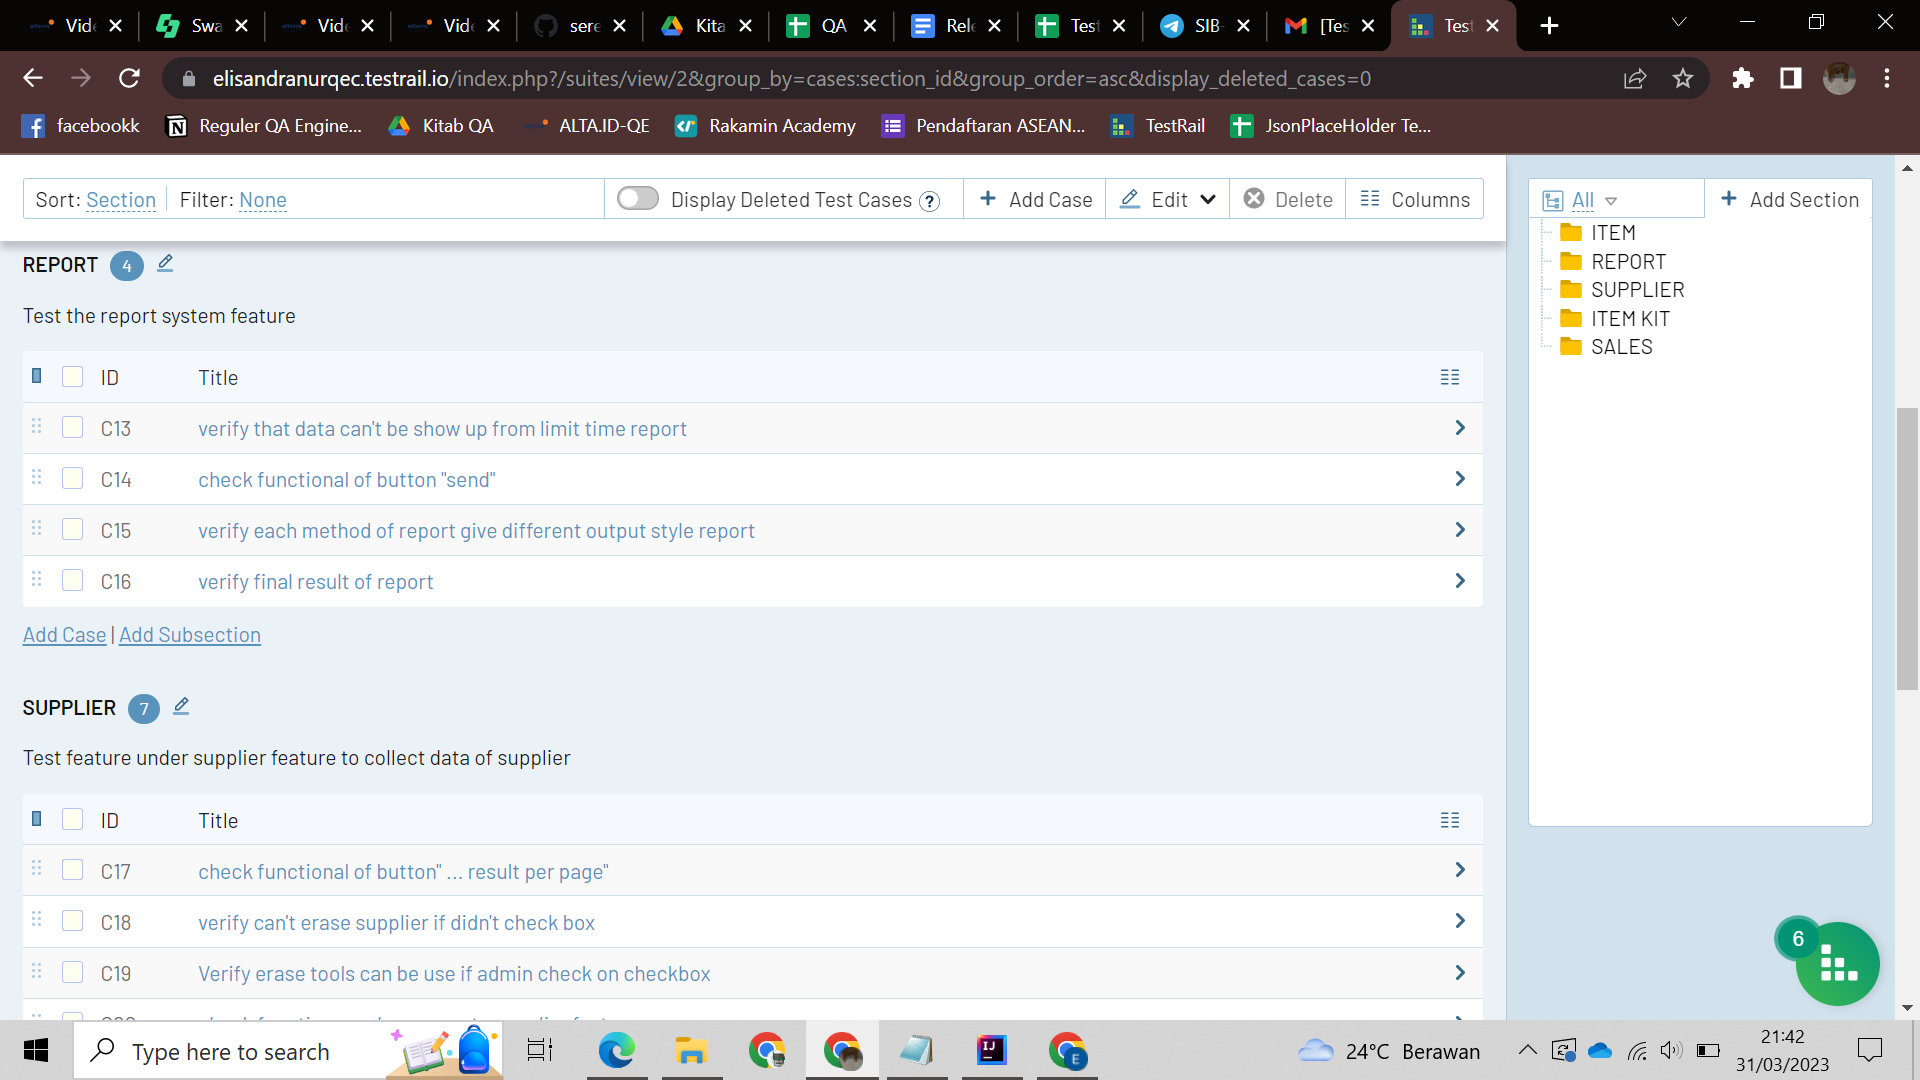 Vide
Swa
Vide
Vide
sere
Kita
QA
Rele
Test
SIB-
[Tes
Test
elisandranurqec.testrail.io/index.php?/suites/view/2&group_by=cases:section_id&group_order=asc&display_deleted_cases=0
facebookk
Reguler QA Engine...
Kitab QA
ALTA.ID-QE
Rakamin Academy
Pendaftaran ASEAN...
TestRail
JsonPlaceHolder Te...
Sort: Section
Filter: None
Display Deleted Test Cases ?
+ Add Case
Edit
Delete
Columns
All
+ Add Section
ITEM
REPORT
SUPPLIER
ITEM KIT
SALES
REPORT 4
Test the report system feature
ID Title
C13 verify that data can't be show up from limit time report
C14 check functional of button "send"
C15 verify each method of report give different output style report
C16 verify final result of report
Add Case | Add Subsection
SUPPLIER 7
Test feature under supplier feature to collect data of supplier
ID Title
C17 check functional of button" ... result per page"
C18 verify can't erase supplier if didn't check box
C19 Verify erase tools can be use if admin check on checkbox
6
Type here to search
24°C Berawan
21:42
31/03/2023